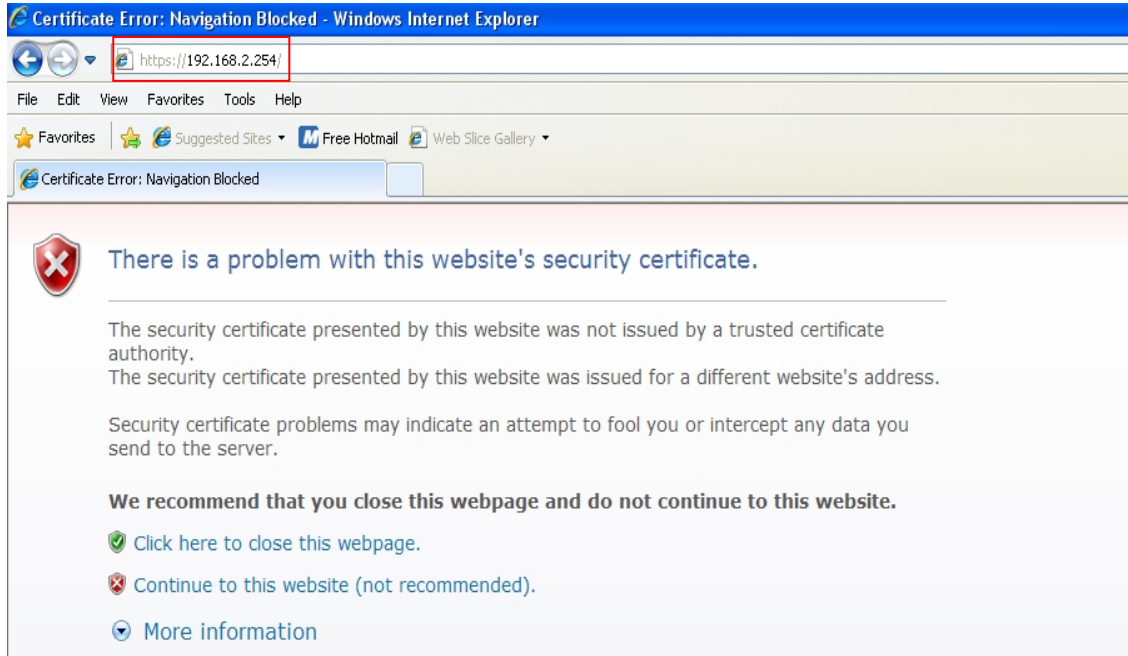 Certificate Error: Navigation Blocked - Windows Internet Explorer
https://192.168.2.254/
File Edit View Favorites Tools Help
Favorites Suggested Sites Free Hotmail Web Slice Gallery
Certificate Error: Navigation Blocked
There is a problem with this website's security certificate.
The security certificate presented by this website was not issued by a trusted certificate
authority.
The security certificate presented by this website was issued for a different website's address.
Security certificate problems may indicate an attempt to fool you or intercept any data you
send to the server.
We recommend that you close this webpage and do not continue to this website.
Click here to close this webpage.
Continue to this website (not recommended).
More information